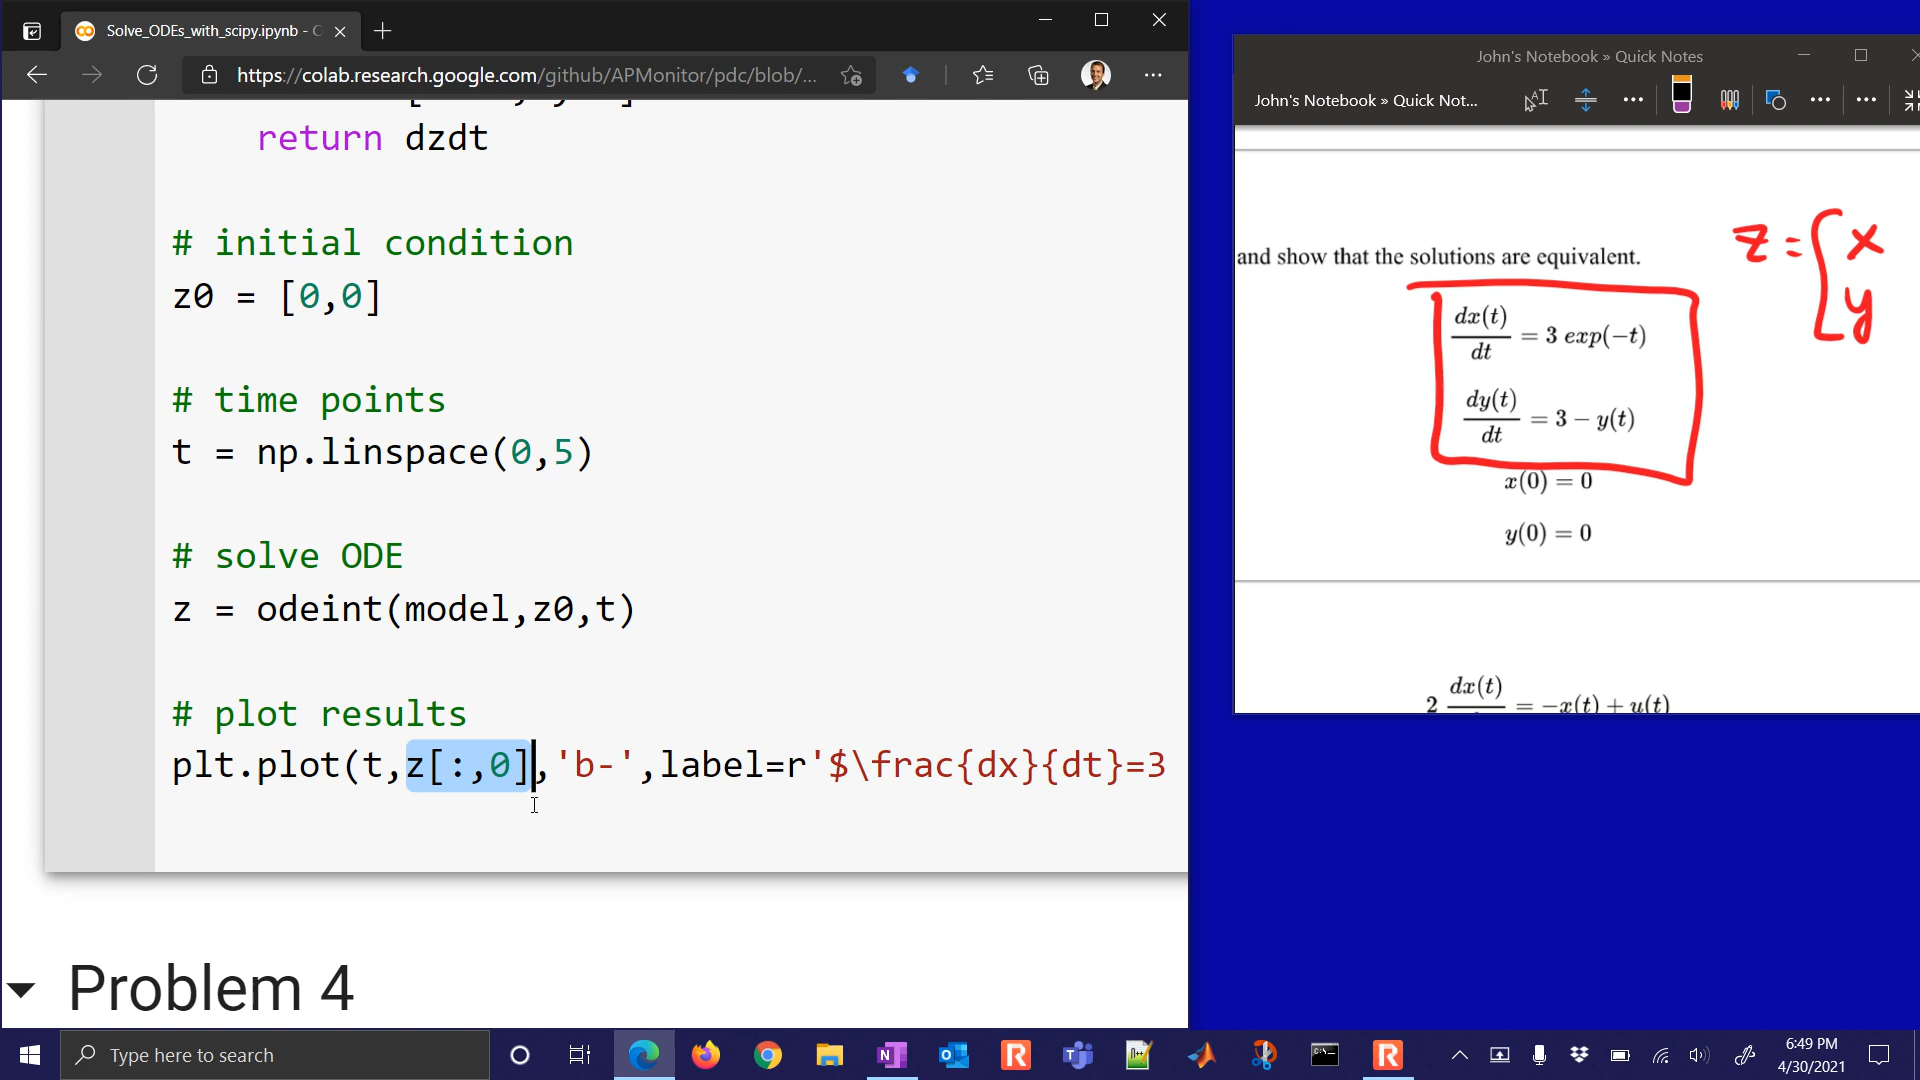 Solve_ODEs_with_scipy.ipynb - C
https://colab.research.google.com/github/APMonitor/pdc/blob/...
return dzdt
# initial condition
z0 = [0,0]
# time points
t = np.linspace(0,5)
# solve ODE
z = odeint(model,z0,t)
# plot results
plt.plot(t,z[:,0],'b-',label=r'$\frac{dx}{dt}=3
Problem 4
John's Notebook » Quick Notes
John's Notebook » Quick Not...
and show that the solutions are equivalent.
z = [x
y
dx(t)
dt
= 3 exp(−t)
dy(t)
dt
= 3 − y(t)
x(0) = 0
y(0) = 0
2 dx(t)
= −x(t) + u(t)
Type here to search
6:49 PM
4/30/2021